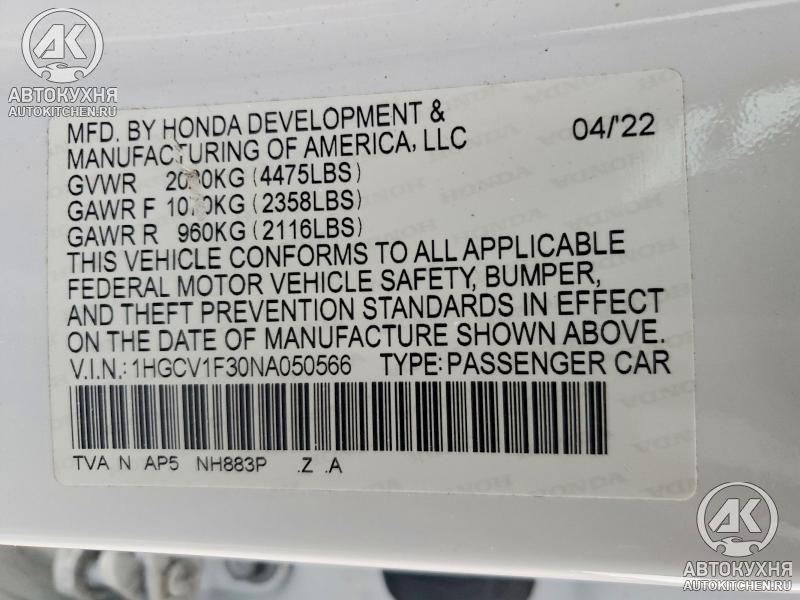 AK
АВТОКУХНЯ
AUTOKITCHEN.RU
MFD. BY HONDA DEVELOPMENT &
MANUFACTURING OF AMERICA, LLC 04/'22
GVWR (4475LBS)
GAWR F (2358LBS)
GAWR R 960KG (2116LBS)
THIS VEHICLE CONFORMS TO ALL APPLICABLE
FEDERAL MOTOR VEHICLE SAFETY, BUMPER,
AND THEFT PREVENTION STANDARDS IN EFFECT
ON THE DATE OF MANUFACTURE SHOWN ABOVE.
V.I.N.: 1HGCV1F30NA050566 TYPE: PASSENGER CAR
TVA N AP5 NH883P .Z .A
AK
АВТОКУХНЯ
AUTOKITCHEN.RU